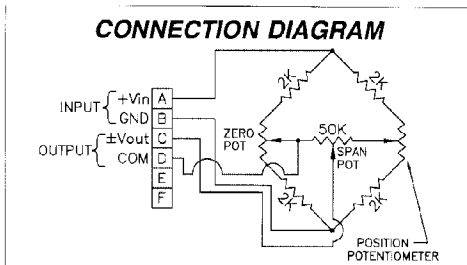 CONNECTION DIAGRAM
2K
2K
INPUT
+Vin
A
GND
B
OUTPUT
±Vout
C
COM
D
E
F
ZERO
POT
50K
SPAN
POT
2K
2K
POSITION
POTENTIOMETER